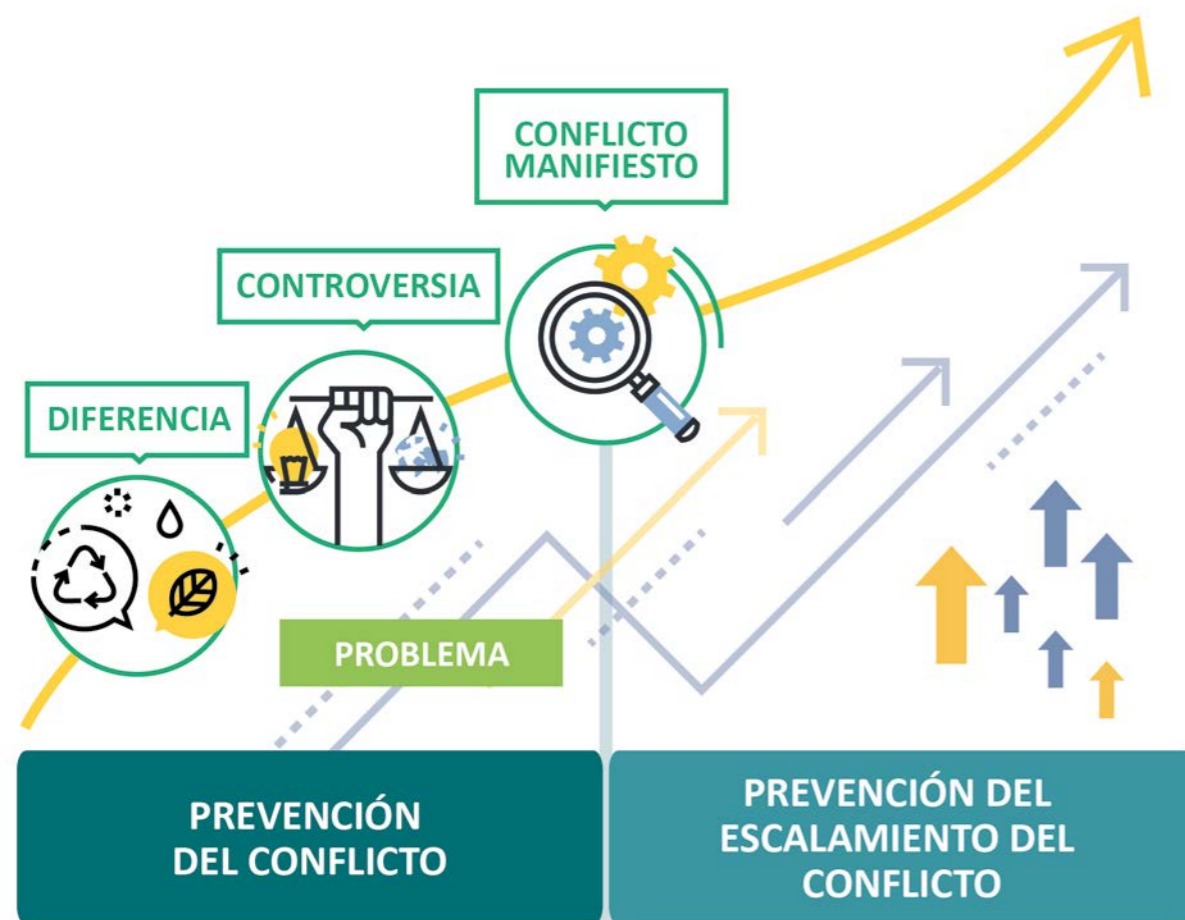 CONFLICTO
MANIFIESTO
CONTROVERSIA
DIFERENCIA
PROBLEMA
PREVENCIÓN
DEL CONFLICTO
PREVENCIÓN DEL
ESCALAMIENTO DEL
CONFLICTO